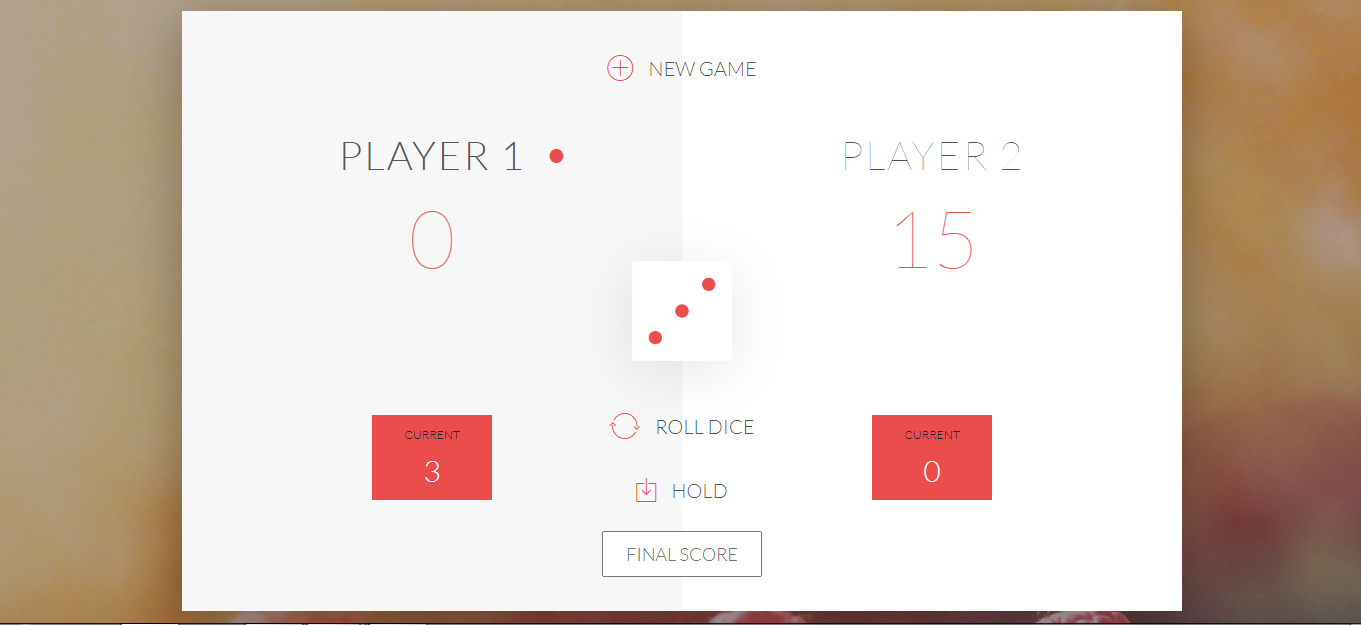 NEW GAME
PLAYER 1
0
PLAYER 2
15
CURRENT
3
ROLL DICE
HOLD
FINAL SCORE
CURRENT
0